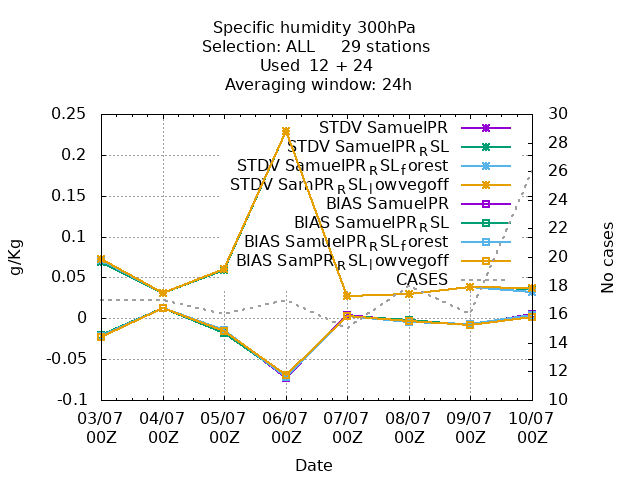 Specific humidity 300hPa
Selection: ALL 29 stations
Used 12 + 24
Averaging window: 24h
0.25
0.2
0.15
0.1
0.05
0
-0.05
-0.1
g/Kg
STDV SamuelPR
STDV SamuelPR_RSL
STDV SamuelPR_RSL_forest
STDV SamPR_RSL_lowvegoff
BIAS SamuelPR
BIAS SamuelPR_RSL
BIAS SamuelPR_RSL_forest
BIAS SamPR_RSL_lowvegoff
CASES
30
28
26
24
22
20
18
16
14
12
10
No cases
03/07 04/07 05/07 06/07 07/07 08/07 09/07 10/07
00Z 00Z 00Z 00Z 00Z 00Z 00Z 00Z
Date